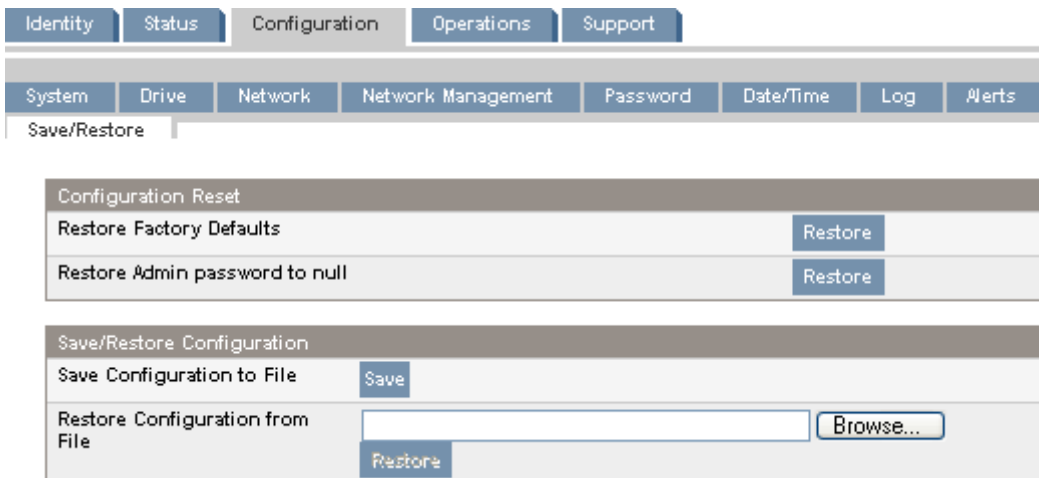 Identity Status Configuration Operations Support
System Drive Network Network Management Password Date/Time Log Alerts
Save/Restore
Configuration Reset
Restore Factory Defaults Restore
Restore Admin password to null Restore
Save/Restore Configuration
Save Configuration to File Save
Restore Configuration from
File
Browse...
Restore